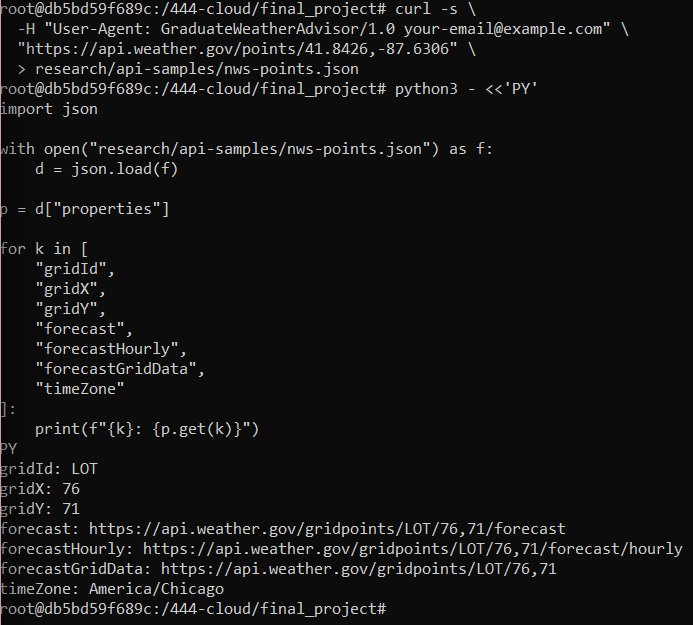 root@db5bd59f689c:/444-cloud/final_project# curl -s \
  -H "User-Agent: GraduateWeatherAdvisor/1.0 your-email@example.com" \
  "https://api.weather.gov/points/41.8426,-87.6306" \
  > research/api-samples/nws-points.json
root@db5bd59f689c:/444-cloud/final_project# python3 - <<'PY'
import json

with open("research/api-samples/nws-points.json") as f:
    d = json.load(f)

p = d["properties"]

for k in [
    "gridId",
    "gridX",
    "gridY",
    "forecast",
    "forecastHourly",
    "forecastGridData",
    "timeZone"
]:
    print(f"{k}: {p.get(k)}")
PY
gridId: LOT
gridX: 76
gridY: 71
forecast: https://api.weather.gov/gridpoints/LOT/76,71/forecast
forecastHourly: https://api.weather.gov/gridpoints/LOT/76,71/forecast/hourly
forecastGridData: https://api.weather.gov/gridpoints/LOT/76,71
timeZone: America/Chicago
root@db5bd59f689c:/444-cloud/final_project#